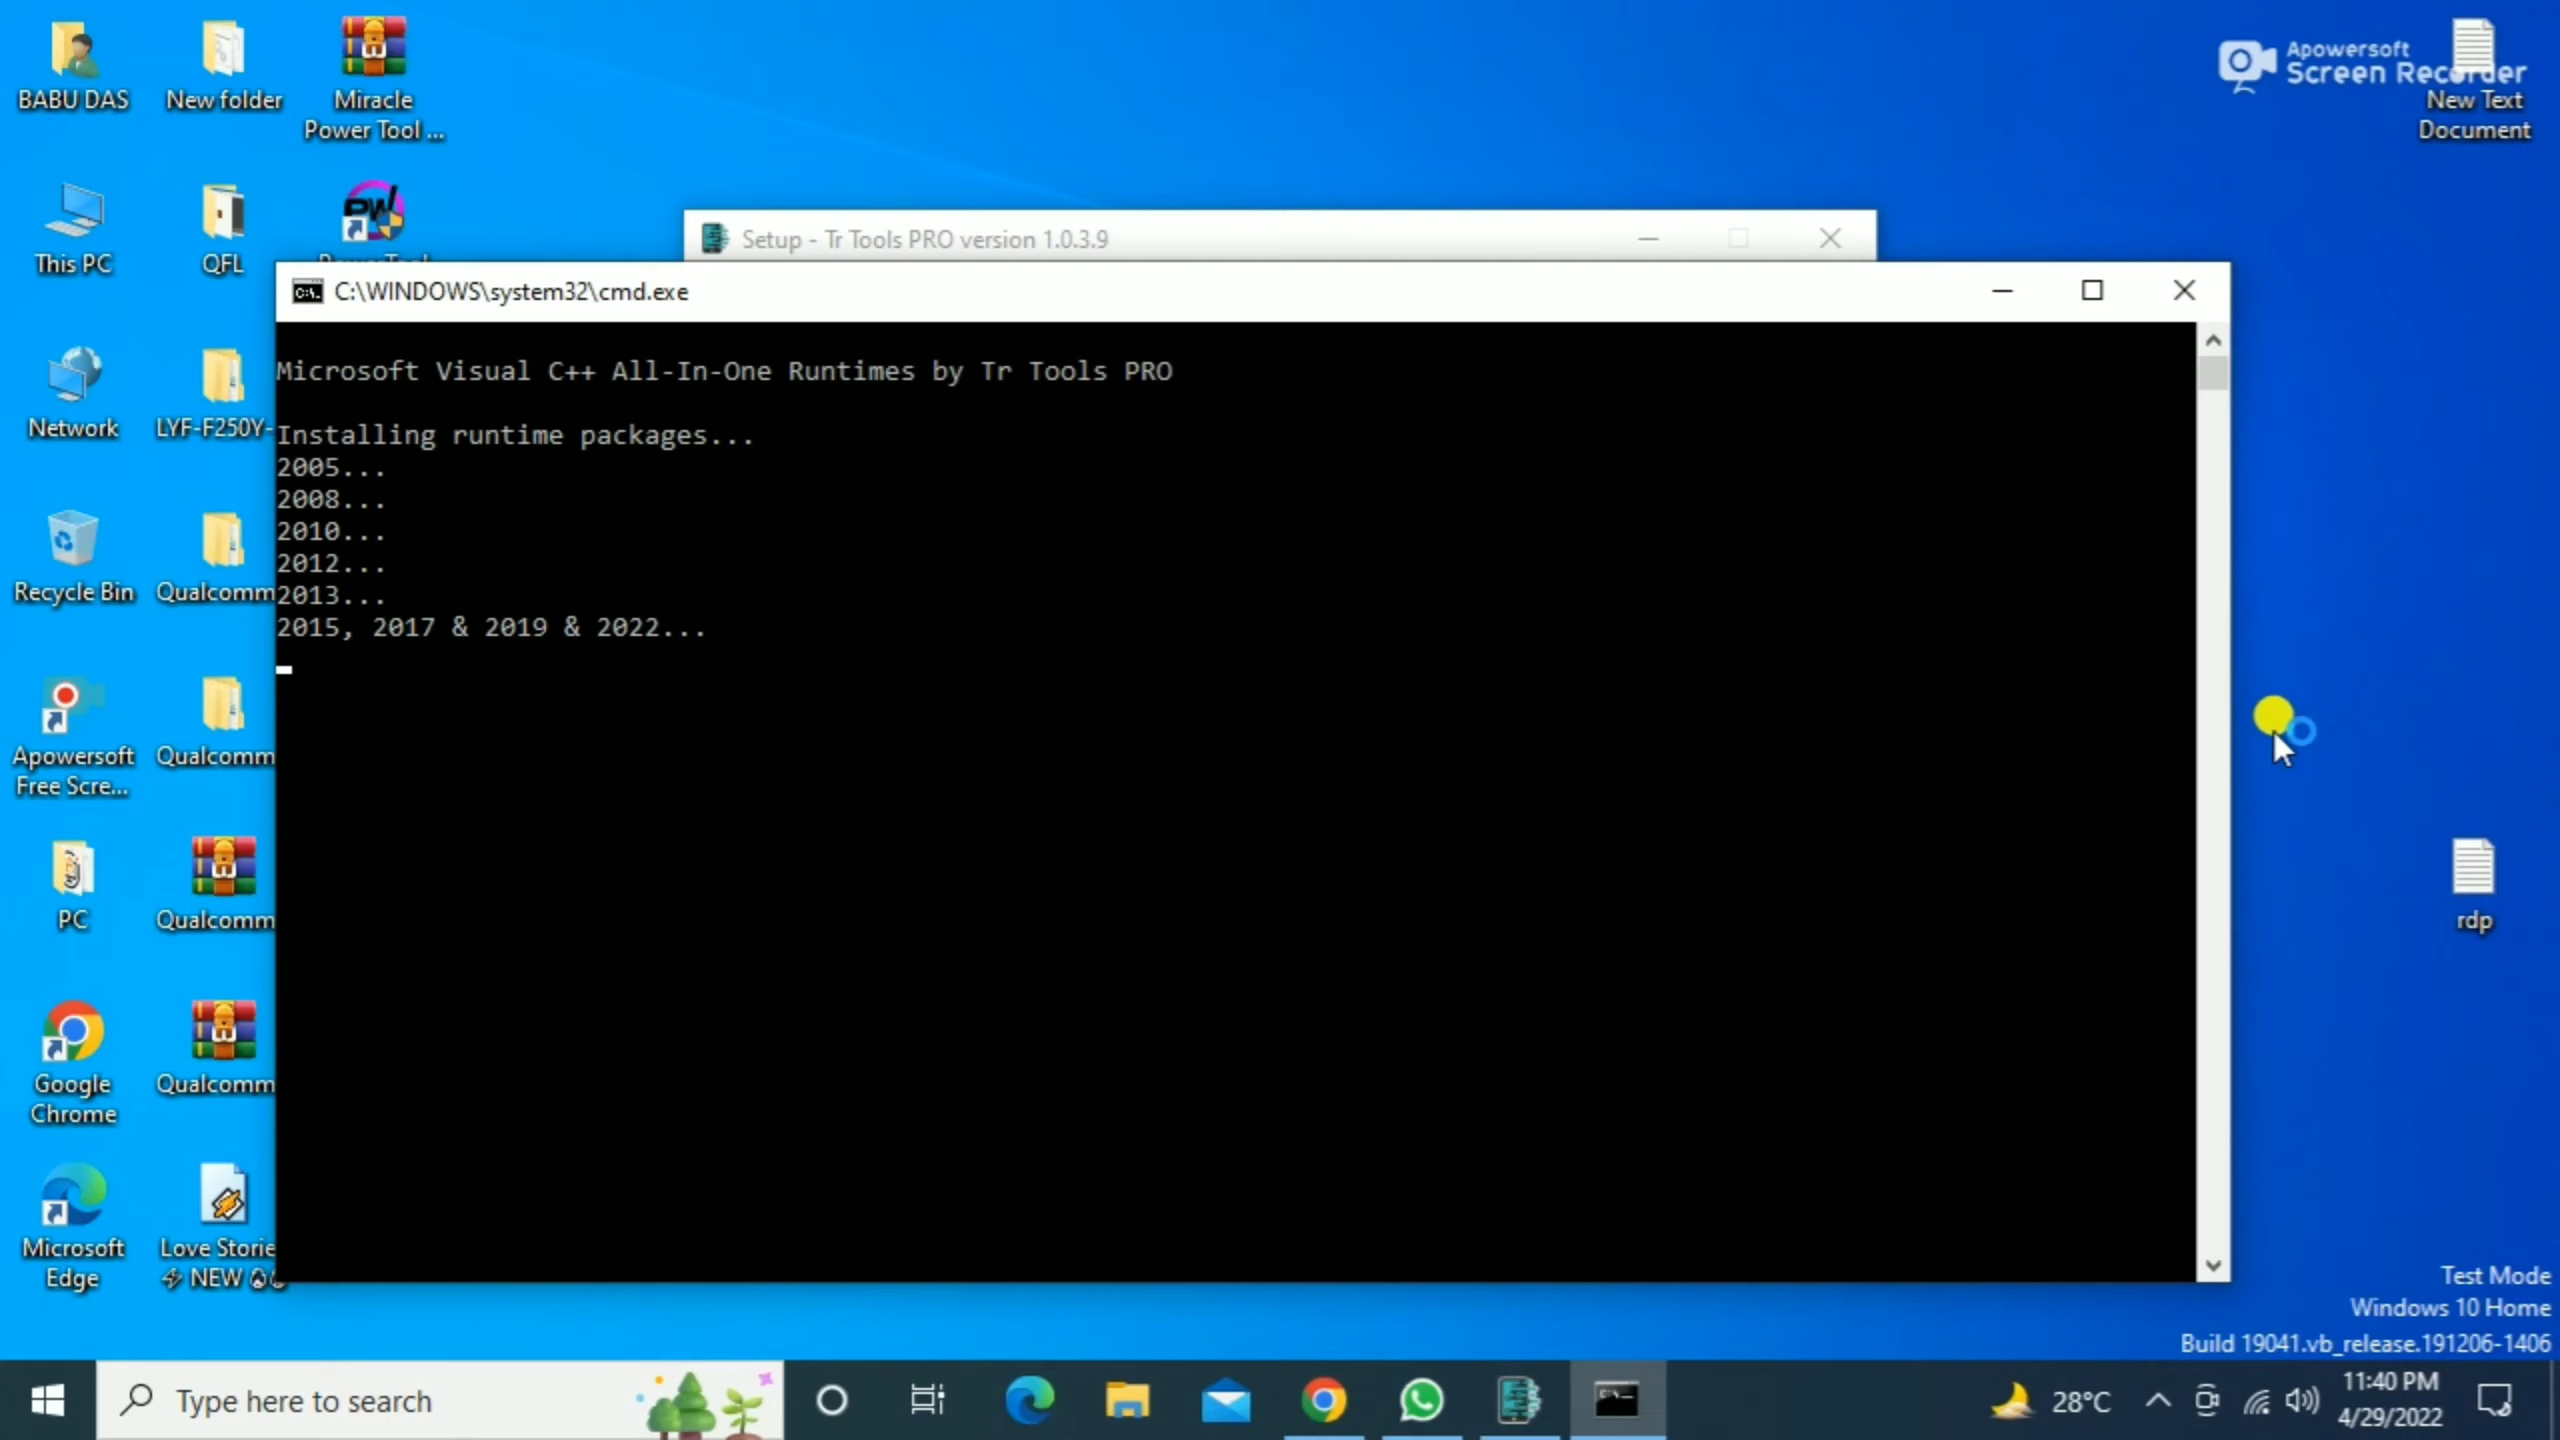 BABU DAS
New folder
Miracle
Power Tool ...
Apowersoft
Screen Recorder
New Text
Document
This PC
QFL
Setup - Tr Tools PRO version 1.0.3.9
C:\WINDOWS\system32\cmd.exe
Microsoft Visual C++ All-In-One Runtimes by Tr Tools PRO
Installing runtime packages...
2005...
2008...
2010...
2012...
2013...
2015, 2017 & 2019 & 2022...
Network
LYF-F250Y-
Recycle Bin
Qualcomm
Apowersoft
Free Scre...
Qualcomm
PC
Qualcomm
rdp
Google
Chrome
Qualcomm
Microsoft
Edge
Love Storie
NEW
Test Mode
Windows 10 Home
Build 19041.vb_release.191206-1406
Type here to search
28°C
11:40 PM
4/29/2022